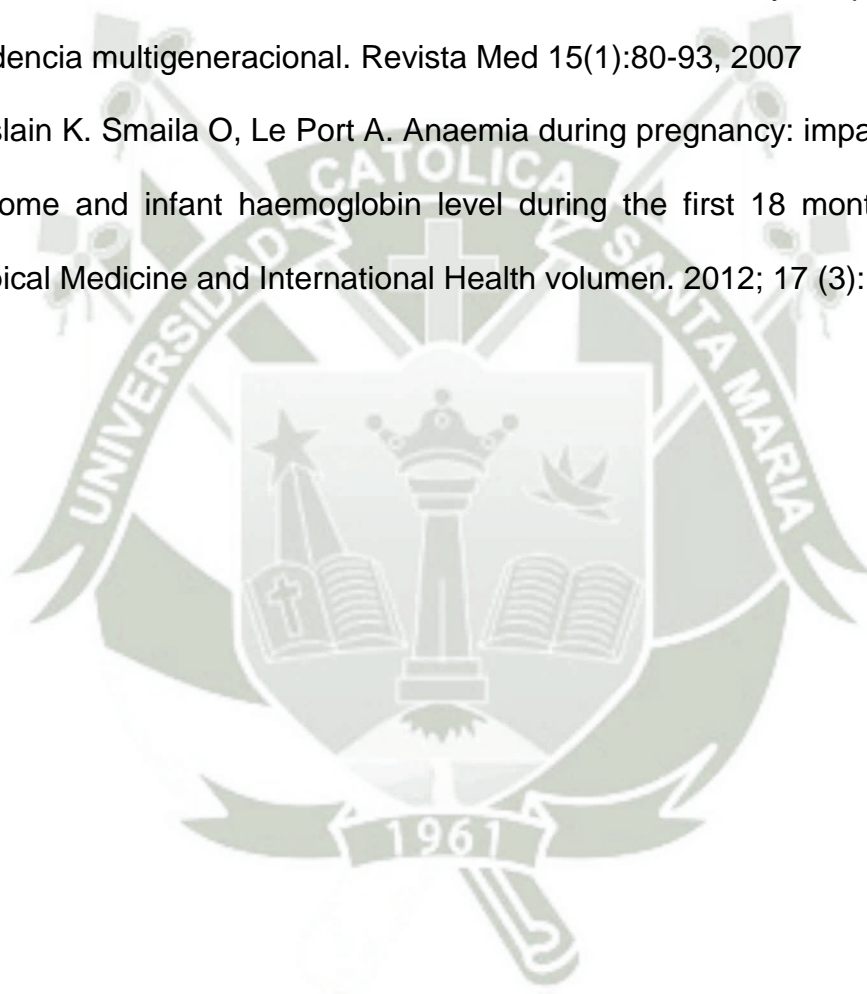 dencia multigeneracional. Revista Med 15(1):80-93, 2007
slain K. Smaila O, Le Port A. Anaemia during pregnancy: impa
ome and infant haemoglobin level during the first 18 mont
pical Medicine and International Health volumen. 2012; 17 (3):
UNIVERSIDAD CATOLICA SANTA MARIA
1961